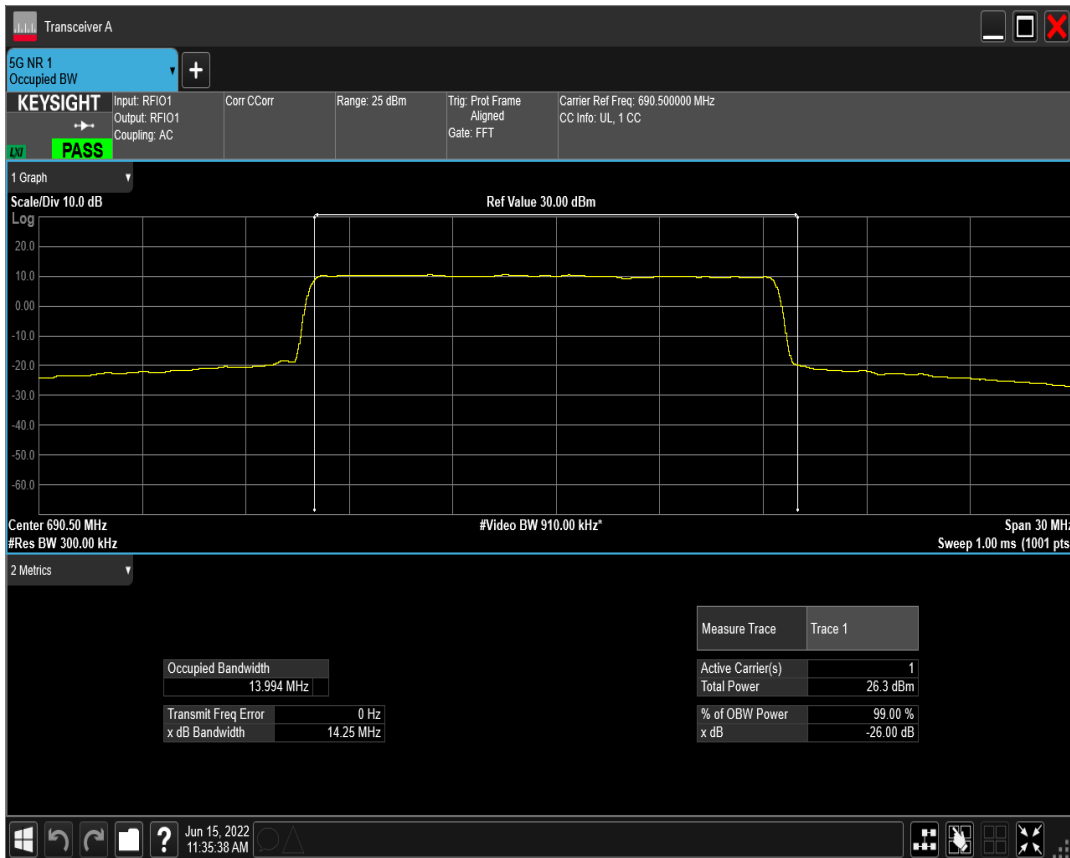 Transceiver A
5G NR 1
Occupied BW
KEYSIGHT
LXI
PASS
Input: RFIO1
Output: RFIO1
Coupling: AC
Corr CCorr
Range: 25 dBm
Trig: Prot Frame
Aligned
Gate: FFT
Carrier Ref Freq: 690.500000 MHz
CC Info: UL, 1 CC
1 Graph
Scale/Div 10.0 dB
Ref Value 30.00 dBm
Log
20.0
10.0
0.00
-10.0
-20.0
-30.0
-40.0
-50.0
-60.0
Center 690.50 MHz
#Video BW 910.00 kHz*
Span 30 MHz
#Res BW 300.00 kHz
Sweep 1.00 ms (1001 pts
2 Metrics
Measure Trace Trace 1
Occupied Bandwidth
13.994 MHz
Active Carrier(s) 1
Total Power 26.3 dBm
Transmit Freq Error 0 Hz
x dB Bandwidth 14.25 MHz
% of OBW Power 99.00 %
x dB -26.00 dB
Jun 15, 2022
11:35:38 AM